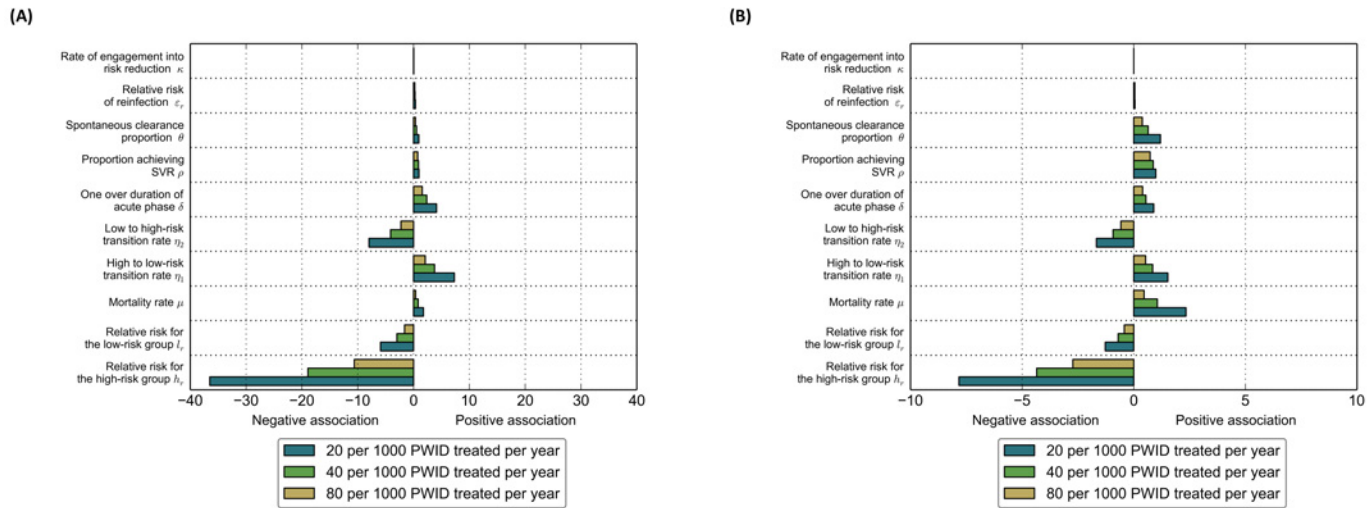 (A)
Rate of engagement into
risk reduction κ
Relative risk
of reinfection εr
Spontaneous clearance
proportion θ
Proportion achieving
SVR ρ
One over duration of
acute phase δ
Low to high-risk
transition rate η2
High to low-risk
transition rate η1
Mortality rate μ
Relative risk for
the low-risk group lr
Relative risk for
the high-risk group hr
−40 −30 −20 −10 0 10 20 30 40
Negative association Positive association
20 per 1000 PWID treated per year
40 per 1000 PWID treated per year
80 per 1000 PWID treated per year
(B)
Rate of engagement into
risk reduction κ
Relative risk
of reinfection εr
Spontaneous clearance
proportion θ
Proportion achieving
SVR ρ
One over duration of
acute phase δ
Low to high-risk
transition rate η2
High to low-risk
transition rate η1
Mortality rate μ
Relative risk for
the low-risk group lr
Relative risk for
the high-risk group hr
−10 −5 0 5 10
Negative association Positive association
20 per 1000 PWID treated per year
40 per 1000 PWID treated per year
80 per 1000 PWID treated per year